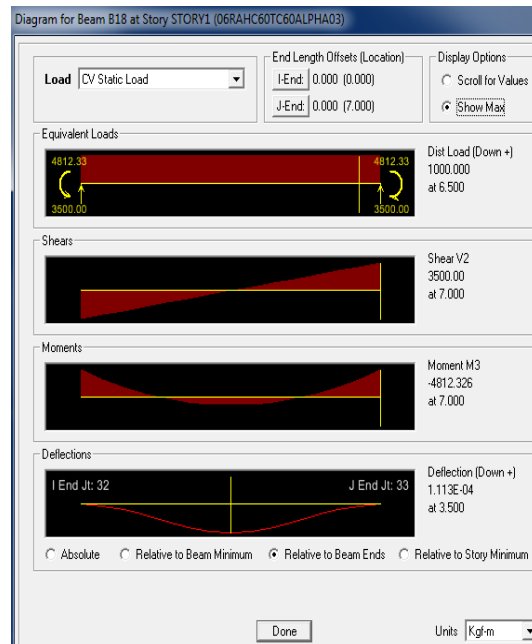 Diagram for Beam B18 at Story STORY1 (06RAHC60TC60ALPHA03)
Load CV Static Load
End Length Offsets (Location)
I-End: 0.000 (0.000)
J-End: 0.000 (7.000)
Display Options
Scroll for Values
Show Max
Equivalent Loads
4812.33 4812.33
3500.00 3500.00
Dist Load (Down +)
1000.000
at 6.500
Shears
Shear V2
3500.00
at 7.000
Moments
Moment M3
-4812.326
at 7.000
Deflections
I End Jt: 32 J End Jt: 33
Deflection (Down +)
1.113E-04
at 3.500
Absolute Relative to Beam Minimum Relative to Beam Ends Relative to Story Minimum
Done Units Kgf-m